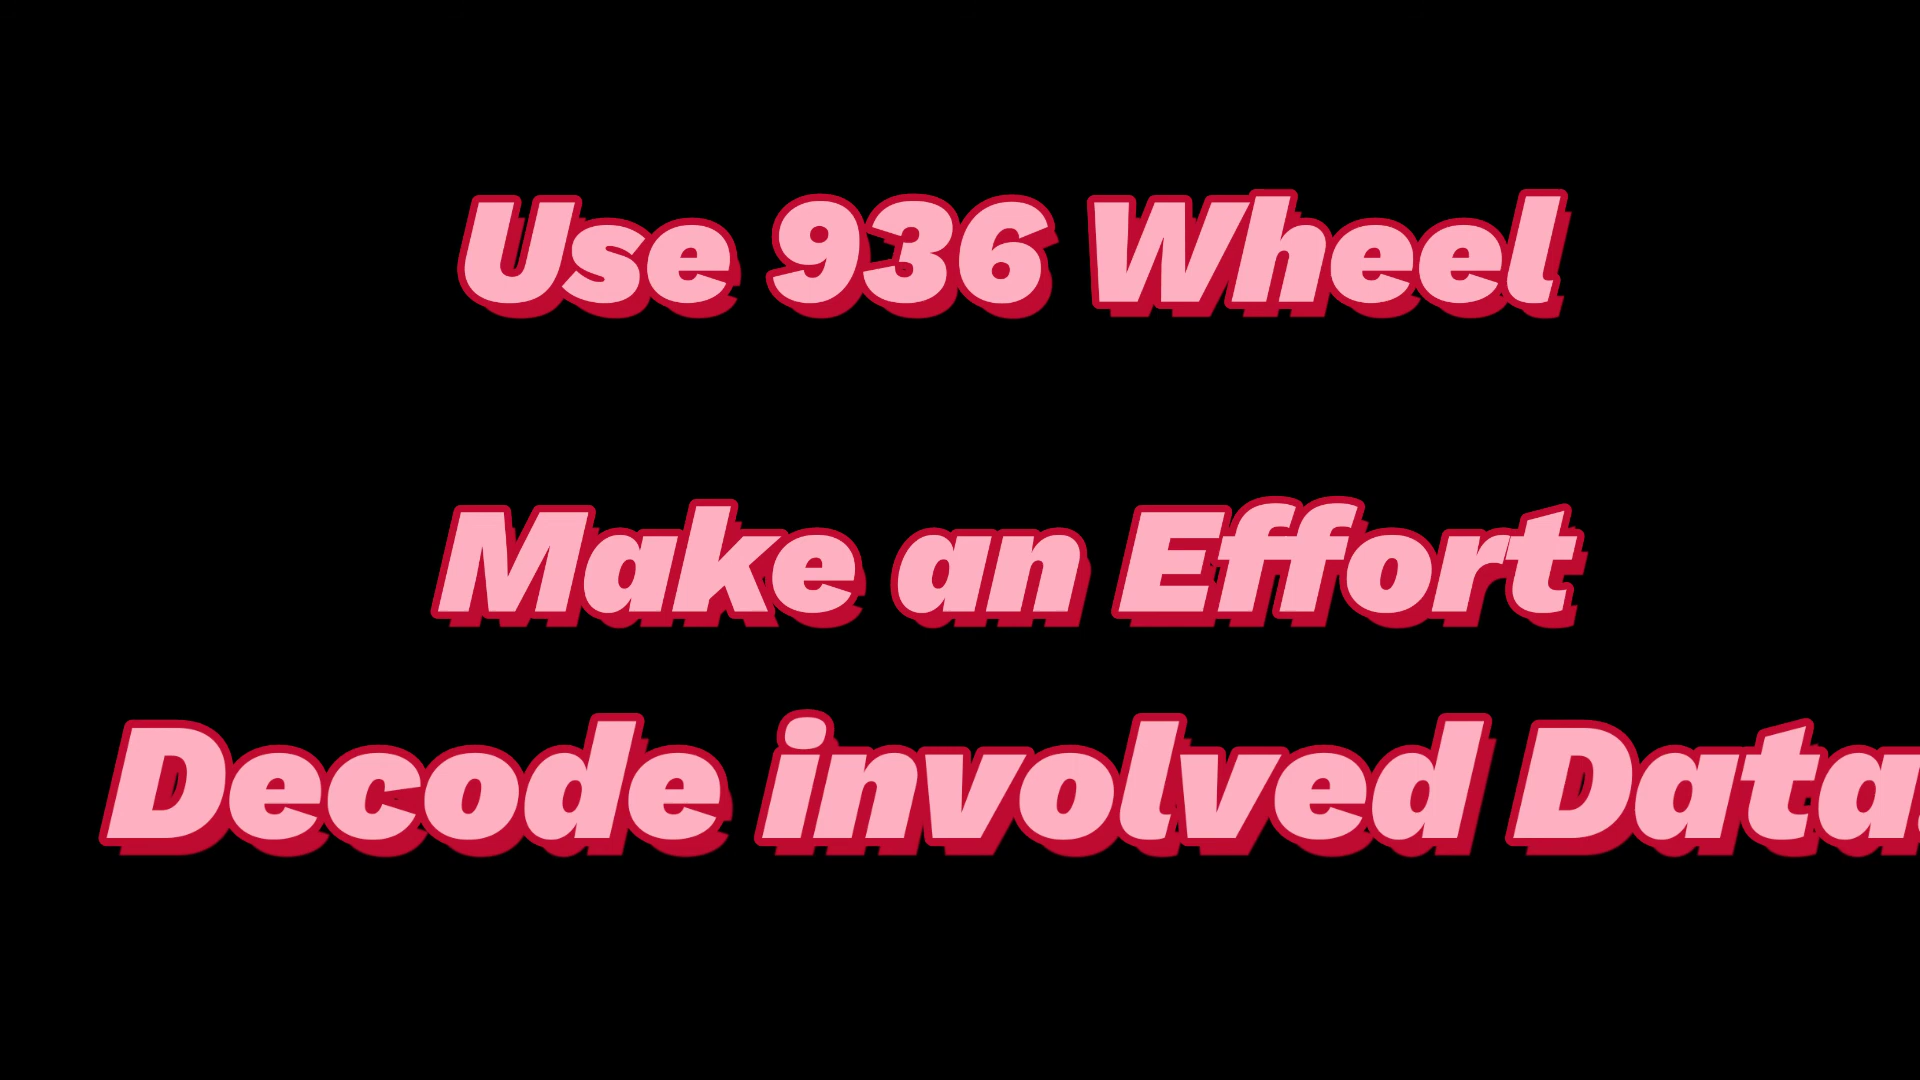 Use 936 Wheel
Make an Effort
Decode involved Data